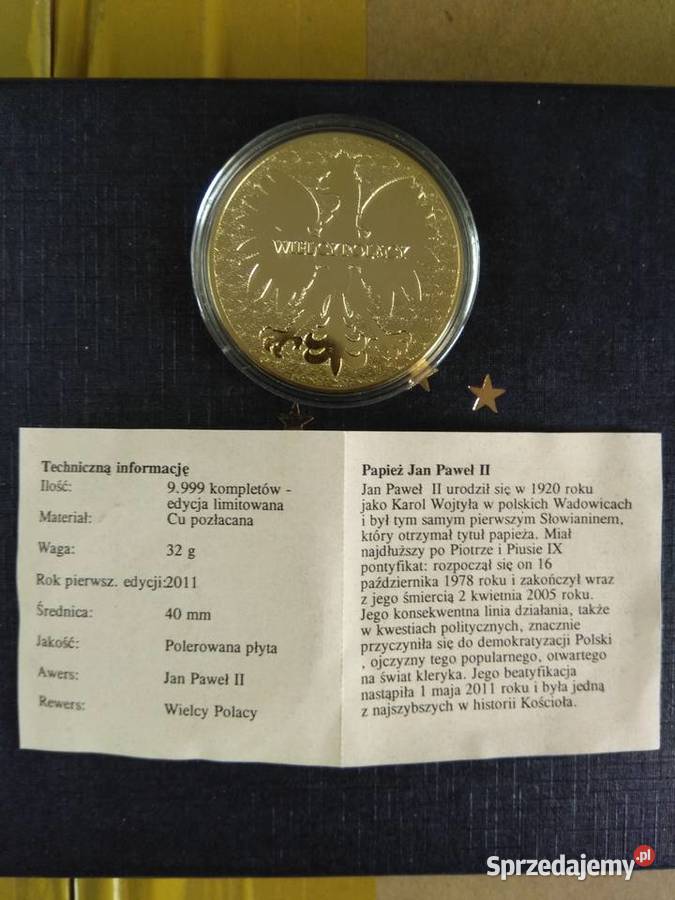 WIELCY POLACY
Techniczną informację
Ilość: 9.999 kompletów -
edycja limitowana
Materiał: Cu pozłacana
Waga: 32 g
Rok pierwsz. edycji:2011
Średnica: 40 mm
Jakość: Polerowana płyta
Awers: Jan Paweł II
Rewers: Wielcy Polacy
Papież Jan Paweł II
Jan Paweł II urodził się w 1920 roku
jako Karol Wojtyła w polskich Wadowicach
i był tym samym pierwszym Słowianinem,
który otrzymał tytuł papieża. Miał
najdłuższy po Piotrze i Piusie IX
pontyfikat: rozpoczął się on 16
października 1978 roku i zakończył wraz
z jego śmiercią 2 kwietnia 2005 roku.
Jego konsekwentna linia działania, także
w kwestiach politycznych, znacznie
przyczyniła się do demokratyzacji Polski
, ojczyzny tego popularnego, otwartego
na świat kleryka. Jego beatyfikacja
nastąpiła 1 maja 2011 roku i była jedną
z najszybszych w historii Kościoła.
Sprzedajemy.pl